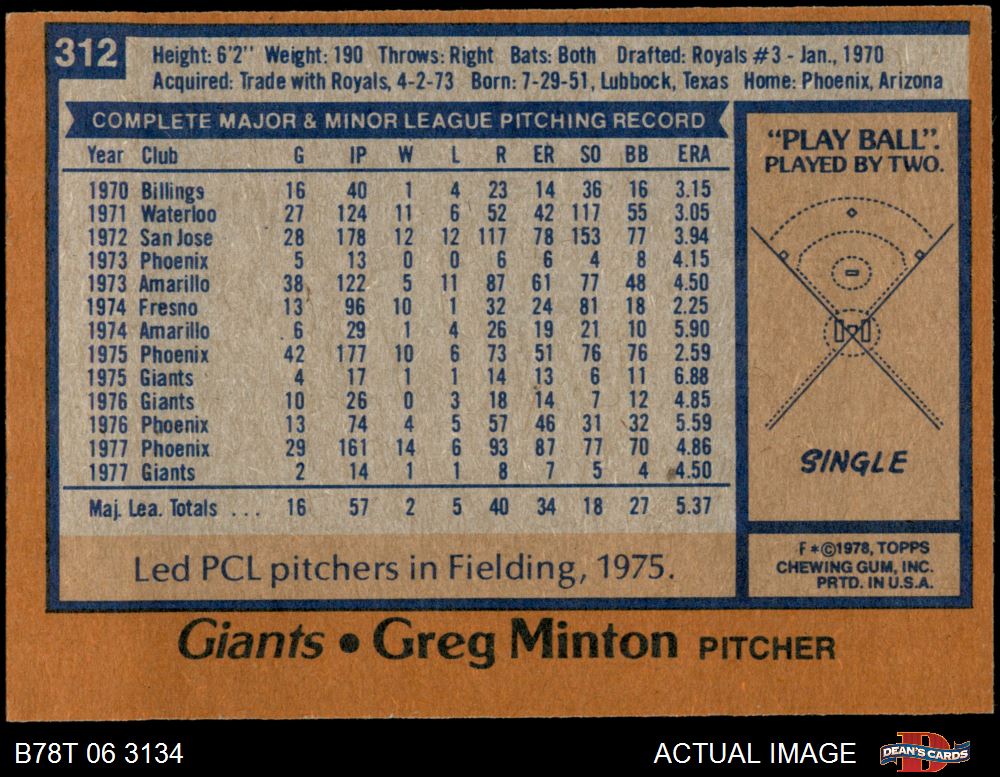 312
Height: 6'2" Weight: 190 Throws: Right Bats: Both Drafted: Royals #3 - Jan., 1970
Acquired: Trade with Royals, 4-2-73 Born: 7-29-51, Lubbock, Texas Home: Phoenix, Arizona
COMPLETE MAJOR & MINOR LEAGUE PITCHING RECORD
Year Club G IP W L R ER SO BB ERA
1970 Billings 16 40 1 4 23 14 36 16 3.15
1971 Waterloo 27 124 11 6 52 42 117 55 3.05
1972 San Jose 28 178 12 12 117 78 153 77 3.94
1973 Phoenix 5 13 0 0 6 6 4 8 4.15
1973 Amarillo 38 122 5 11 87 61 77 48 4.50
1974 Fresno 13 96 10 1 32 24 81 18 2.25
1974 Amarillo 6 29 1 4 26 19 21 10 5.90
1975 Phoenix 42 177 10 6 73 51 76 76 2.59
1975 Giants 4 17 1 1 14 13 6 11 6.88
1976 Giants 10 26 0 3 18 14 7 12 4.85
1976 Phoenix 13 74 4 5 57 46 31 32 5.59
1977 Phoenix 29 161 14 6 93 87 77 70 4.86
1977 Giants 2 14 1 1 8 7 5 4 4.50
Maj. Lea. Totals ... 16 57 2 5 40 34 18 27 5.37
Led PCL pitchers in Fielding, 1975.
"PLAY BALL".
PLAYED BY TWO.
SINGLE
F*©1978, TOPPS
CHEWING GUM, INC.
PRTD. IN U.S.A.
Giants • Greg Minton PITCHER
B78T 06 3134
ACTUAL IMAGE
DEAN'S CARDS